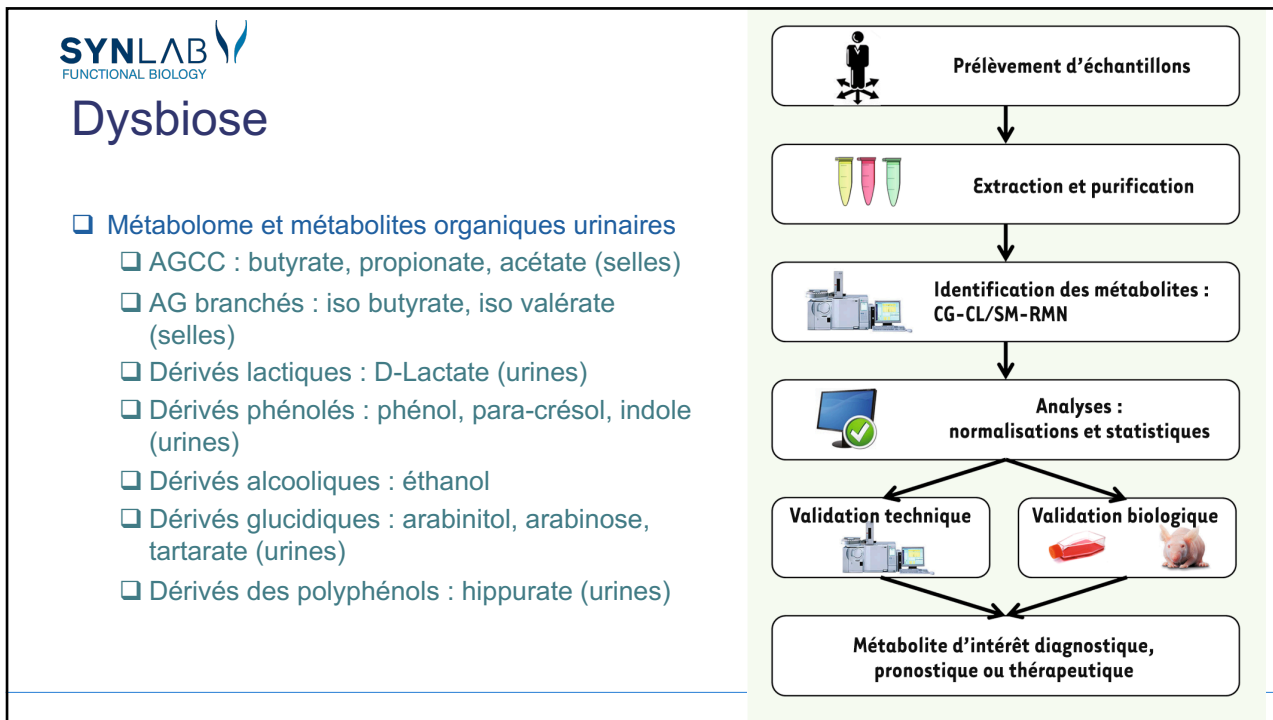 SYNLAB
FUNCTIONAL BIOLOGY
Dysbiose
❑ Métabolome et métabolites organiques urinaires
❑ AGCC : butyrate, propionate, acétate (selles)
❑ AG branchés : iso butyrate, iso valérate
(selles)
❑ Dérivés lactiques : D-Lactate (urines)
❑ Dérivés phénolés : phénol, para-crésol, indole
(urines)
❑ Dérivés alcooliques : éthanol
❑ Dérivés glucidiques : arabinitol, arabinose,
tartarate (urines)
❑ Dérivés des polyphénols : hippurate (urines)
Prélèvement d'échantillons
Extraction et purification
Identification des métabolites :
CG-CL/SM-RMN
Analyses :
normalisations et statistiques
Validation technique
Validation biologique
Métabolite d'intérêt diagnostique,
pronostique ou thérapeutique